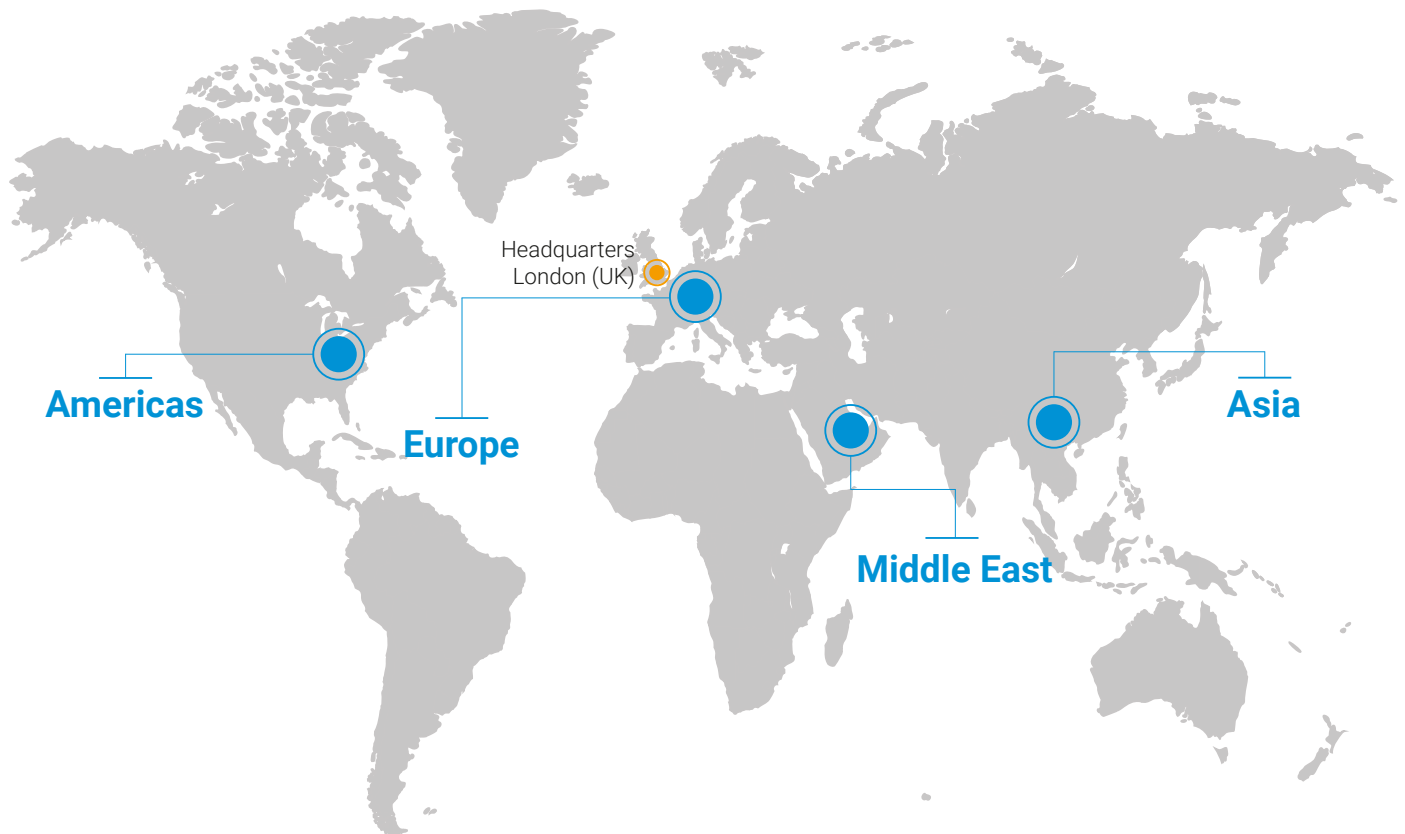 Headquarters
London (UK)
Americas
Europe
Asia
Middle East